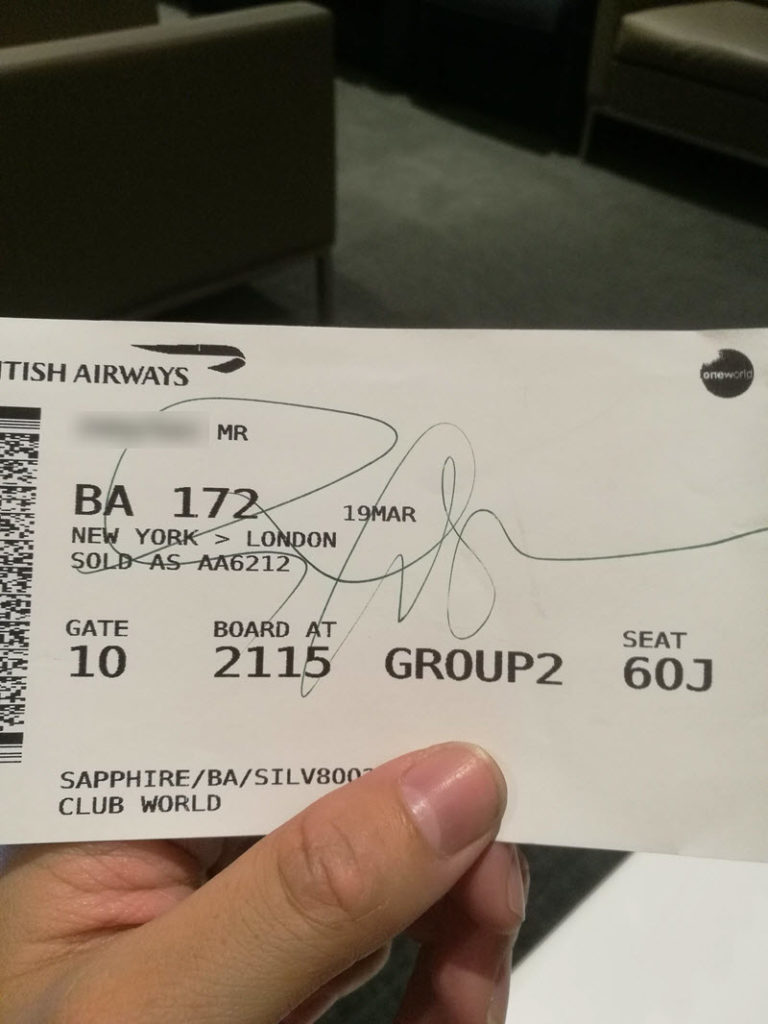 TISH AIRWAYS
oneworld
MR
BA 172
19MAR
NEW YORK > LONDON
SOLD AS AA6212
GATE
BOARD AT
SEAT
10
2115
GROUP2
60J
SAPPHIRE/BA/SILV800
CLUB WORLD